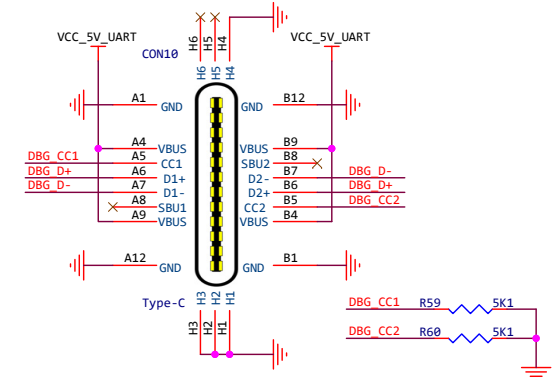 H6
H5
H4
VCC_5V_UART
VCC_5V_UART
CON10
H6
H5
H4
A1
GND
GND
B12
A4
VBUS
VBUS
B9
DBG_CC1
A5
CC1
SBU2
B8
DBG_D+
A6
D1+
D2-
B7
DBG_D-
DBG_D-
A7
D1-
D2+
B6
DBG_D+
A8
SBU1
CC2
B5
DBG_CC2
A9
VBUS
VBUS
B4
A12
GND
GND
B1
Type-C
H3
H2
H1
H3
H2
H1
DBG_CC1
R59
5K1
DBG_CC2
R60
5K1